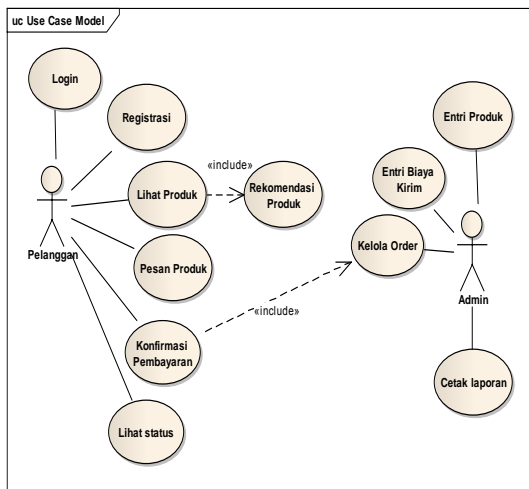 uc Use Case Model
Login
Registrasi
Lihat Produk
«include»
Rekomendasi
Produk
Pesan Produk
Pelanggan
Konfirmasi
Pembayaran
«include»
Lihat status
Entri Produk
Entri Biaya
Kirim
Kelola Order
Admin
Cetak laporan